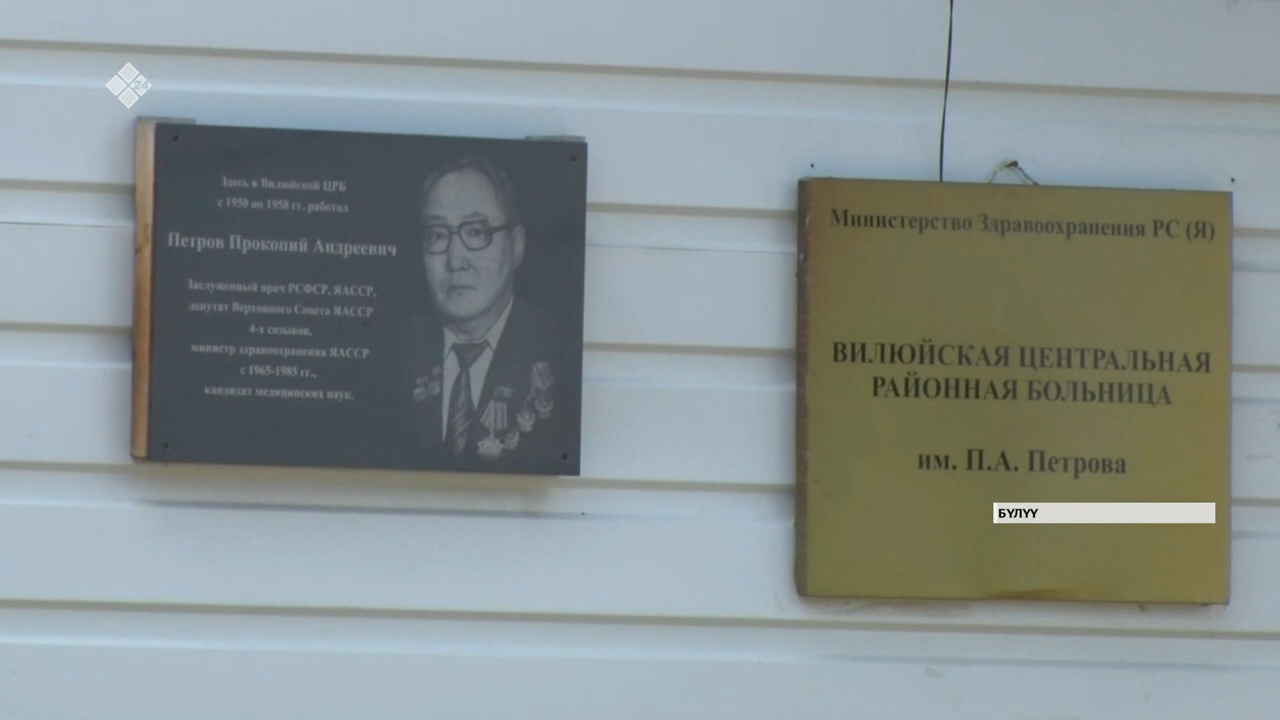 24
Здесь в Вилюйской ЦРБ
с 1950 по 1958 гг. работал
Петров Прокопий Андреевич
Заслуженный врач РСФСР, ЯАССР,
депутат Верховного Совета ЯАССР
4-х созывов,
министр здравоохранения ЯАССР
с 1965-1985 гг.,
кандидат медицинских наук.
Министерство Здравоохранения РС (Я)
ВИЛЮЙСКАЯ ЦЕНТРАЛЬНАЯ
РАЙОННАЯ БОЛЬНИЦА
им. П.А. Петрова
БҮЛҮҮ